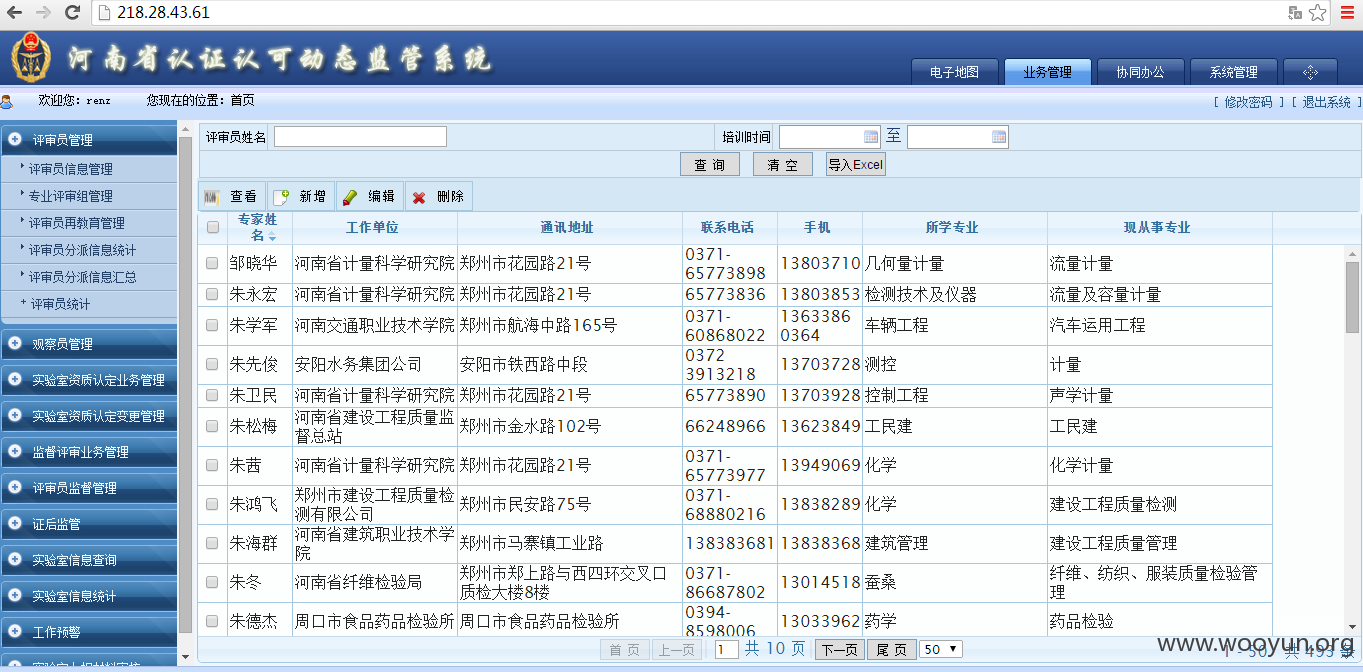 218.28.43.61
河南省认证认可动态监管系统
电子地图 业务管理 协同办公 系统管理
欢迎您：renz 您现在的位置：首页 [ 修改密码 ] [ 退出系统 ]
评审员管理
评审员信息管理
专业评审组管理
评审员再教育管理
评审员分派信息统计
评审员分派信息汇总
评审员统计
观察员管理
实验室资质认定业务管理
实验室资质认定变更管理
监督评审业务管理
评审员监督管理
证后监管
实验室信息查询
实验室信息统计
工作预警
评审员姓名 培训时间 至
查 询 清 空 导入Excel
查看 新增 编辑 删除
专家姓名 工作单位 通讯地址 联系电话 手机 所学专业 现从事专业
邹晓华 河南省计量科学研究院 郑州市花园路21号 0371-65773898 13803710 几何量计量 流量计量
朱永宏 河南省计量科学研究院 郑州市花园路21号 65773836 13803853 检测技术及仪器 流量及容量计量
朱学军 河南交通职业技术学院 郑州市航海中路165号 0371-60868022 1363386 0364 车辆工程 汽车运用工程
朱先俊 安阳水务集团公司 安阳市铁西路中段 0372 3913218 13703728 测控 计量
朱卫民 河南省计量科学研究院 郑州市花园路21号 65773890 13703928 控制工程 声学计量
朱松梅 河南省建设工程质量监督总站 郑州市金水路102号 66248966 13623849 工民建 工民建
朱茜 河南省计量科学研究院 郑州市花园路21号 0371-65773977 13949069 化学 化学计量
朱鸿飞 郑州市建设工程质量检测有限公司 郑州市民安路75号 0371-68880216 13838289 化学 建设工程质量检测
朱海群 河南省建筑职业技术学院 郑州市马寨镇工业路 138383681 13838368 建筑管理 建设工程质量管理
朱冬 河南省纤维检验局 郑州市郑上路与西四环交叉口质检大楼8楼 0371-86687802 13014518 蚕桑 纤维、纺织、服装质量检验管理
朱德杰 周口市食品药品检验所 周口市食品药品检验所 0394-8598006 13033962 药学 药品检验
首 页 上一页 1 共 10 页 下一页 尾 页 50
www.wooyun.org